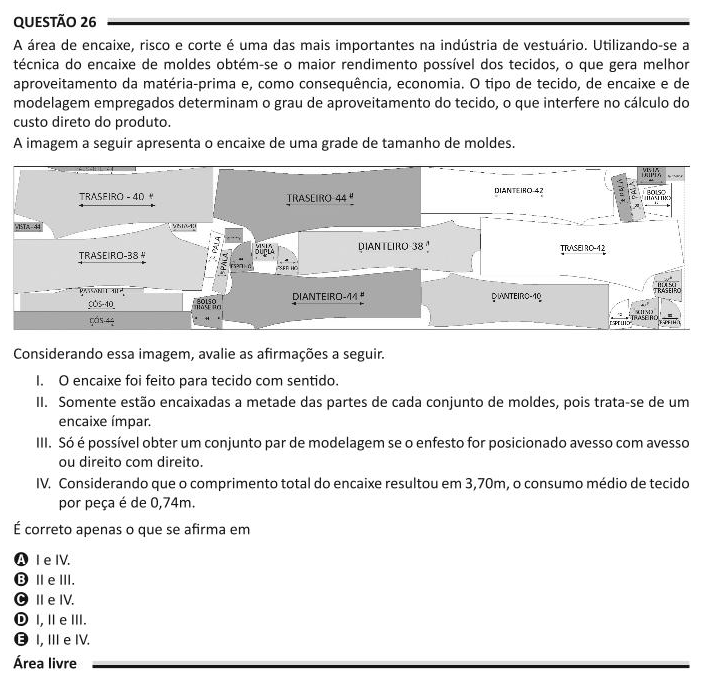 QUESTÃO 26
A área de encaixe, risco e corte é uma das mais importantes na indústria de vestuário. Utilizando-se a
técnica do encaixe de moldes obtém-se o maior rendimento possível dos tecidos, o que gera melhor
aproveitamento da matéria-prima e, como consequência, economia. O tipo de tecido, de encaixe e de
modelagem empregados determinam o grau de aproveitamento do tecido, o que interfere no cálculo do
custo direto do produto.
A imagem a seguir apresenta o encaixe de uma grade de tamanho de moldes.
TRASEIRO - 40 #
TRASEIRO-44 #
DIANTEIRO-42
VISTA DUPLA
PALA
PALA
BOLSO TRASEIRO
VISTA-44
VISTA-40
TRASEIRO-38 #
PALA
PALA
VISTA DUPLA
ESPELHO
ESPELHO
DIANTEIRO 38 #
TRASEIRO-42
CÓS-40
CÓS-44
BOLSO TRASEIRO
DIANTEIRO-44 #
DIANTEIRO-40
BOLSO TRASEIRO
BOLSO TRASEIRO
ESPELHO
ESPELHO
Considerando essa imagem, avalie as afirmações a seguir.
I. O encaixe foi feito para tecido com sentido.
II. Somente estão encaixadas a metade das partes de cada conjunto de moldes, pois trata-se de um
encaixe ímpar.
III. Só é possível obter um conjunto par de modelagem se o enfesto for posicionado avesso com avesso
ou direito com direito.
IV. Considerando que o comprimento total do encaixe resultou em 3,70m, o consumo médio de tecido
por peça é de 0,74m.
É correto apenas o que se afirma em
A I e IV.
B II e III.
C II e IV.
D I, II e III.
E I, III e IV.
Área livre